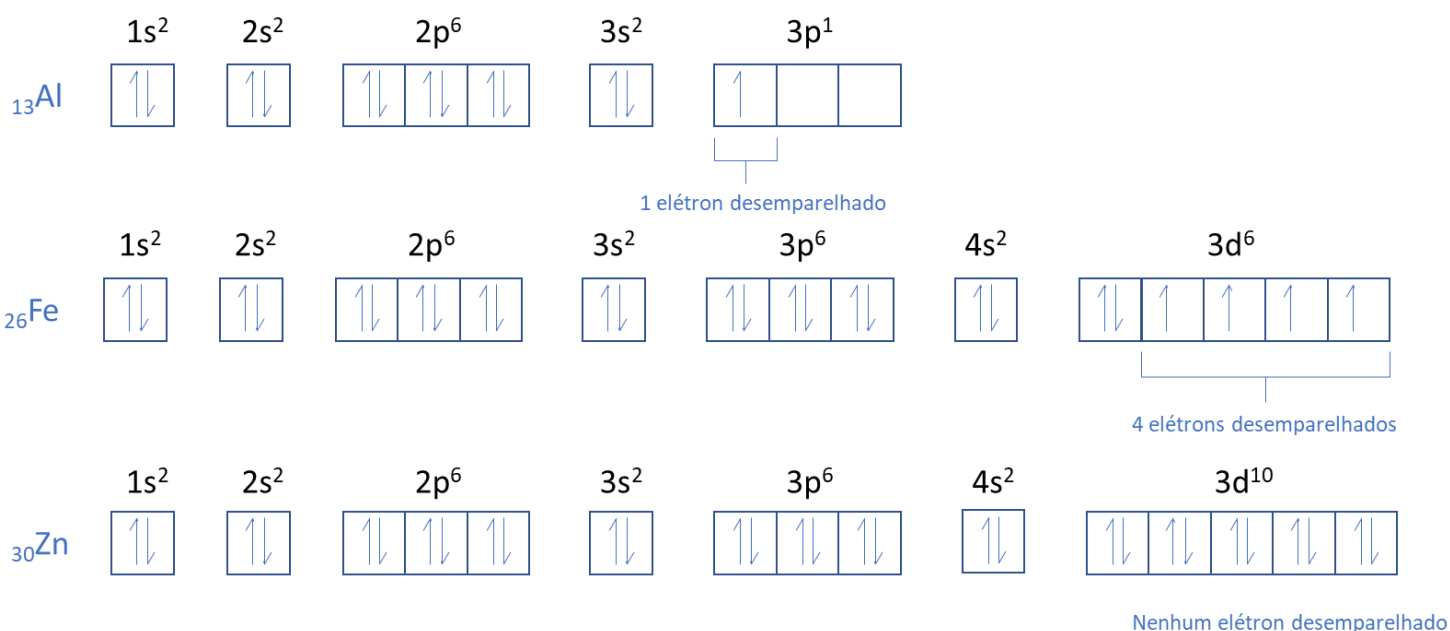 1s² 2s² 2p⁶ 3s² 3p¹
₁₃Al
1 elétron desemparelhado
1s² 2s² 2p⁶ 3s² 3p⁶ 4s² 3d⁶
₂₆Fe
4 elétrons desemparelhados
1s² 2s² 2p⁶ 3s² 3p⁶ 4s² 3d¹⁰
₃₀Zn
Nenhum elétron desemparelhado